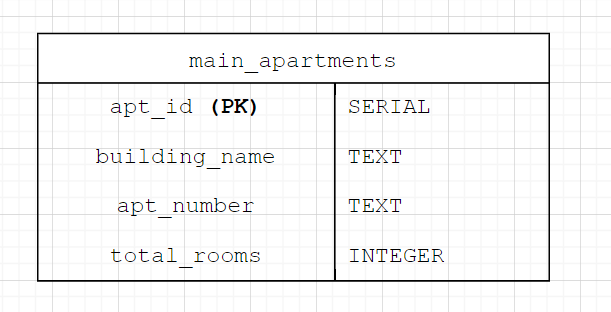 main_apartments
apt_id (PK) SERIAL
building_name TEXT
apt_number TEXT
total_rooms INTEGER